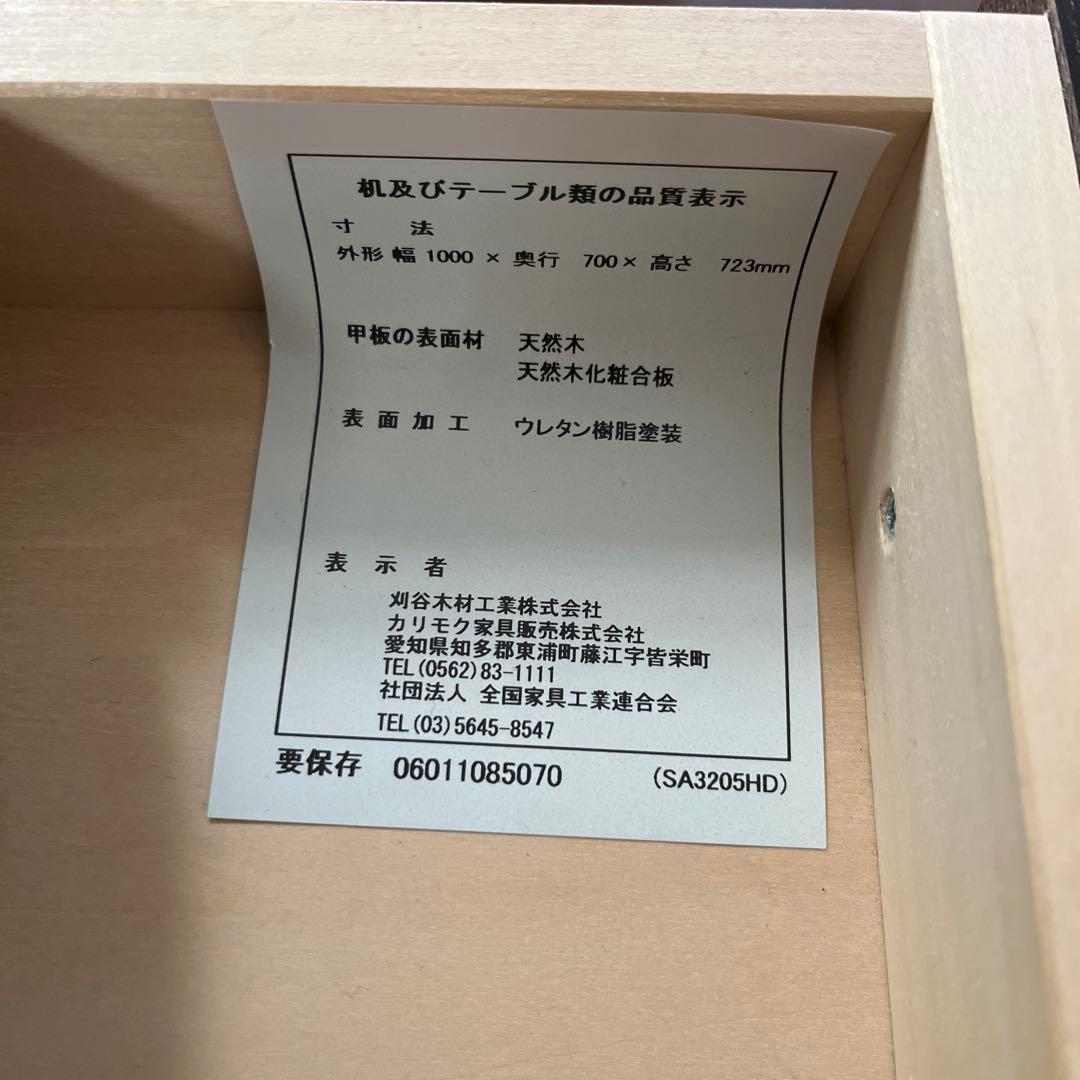 机及びテーブル類の品質表示
寸 法
外形 幅 1000 × 奥行 700 × 高さ 723mm
甲板の表面材 天然木
天然木化粧合板
表面加工 ウレタン樹脂塗装
表示者
刈谷木材工業株式会社
カリモク家具販売株式会社
愛知県知多郡東浦町藤江字皆栄町
TEL(0562)83-1111
社団法人 全国家具工業連合会
TEL(03)5645-8547
要保存 06011085070 (SA3205HD)